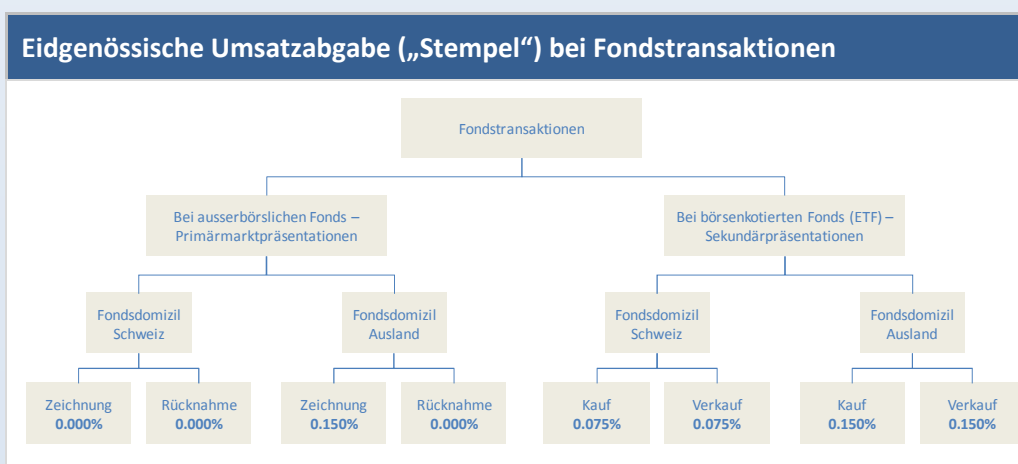 Eidgenössische Umsatzabgabe („Stempel“) bei Fondstransaktionen
Fondstransaktionen
Bei ausserbörslichen Fonds –
Primärmarktpräsentationen
Bei börsenkotierten Fonds (ETF) –
Sekundärpräsentationen
Fondsdomizil
Schweiz
Fondsdomizil
Ausland
Fondsdomizil
Schweiz
Fondsdomizil
Ausland
Zeichnung
0.000%
Rücknahme
0.000%
Zeichnung
0.150%
Rücknahme
0.000%
Kauf
0.075%
Verkauf
0.075%
Kauf
0.150%
Verkauf
0.150%